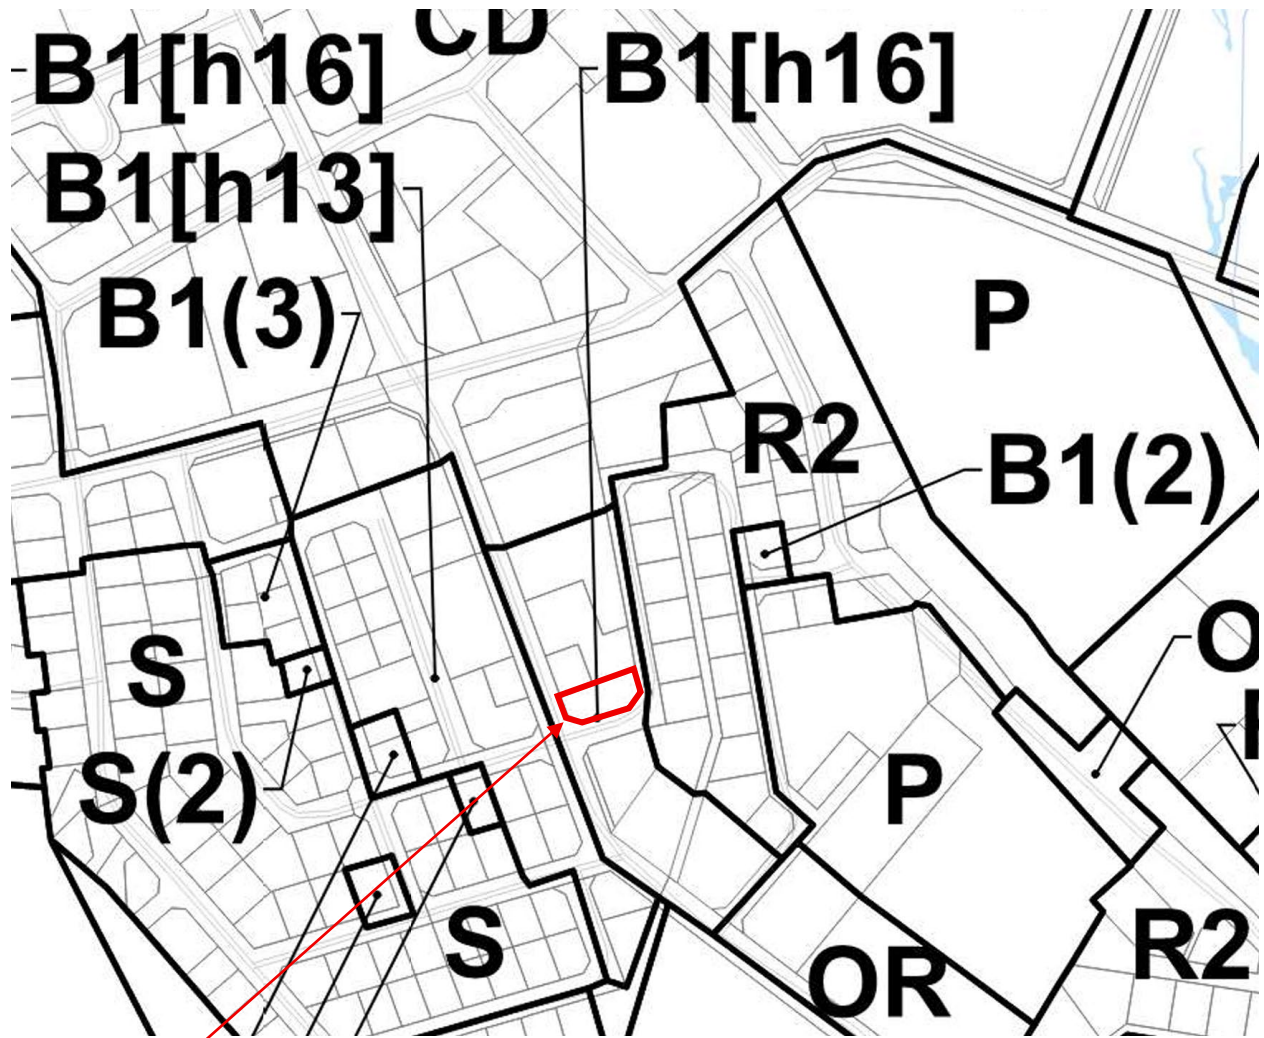 CD
B1[h16]
B1[h16]
B1[h13]
B1(3)
P
R2
B1(2)
O
S
S(2)
P
S
R2
OR